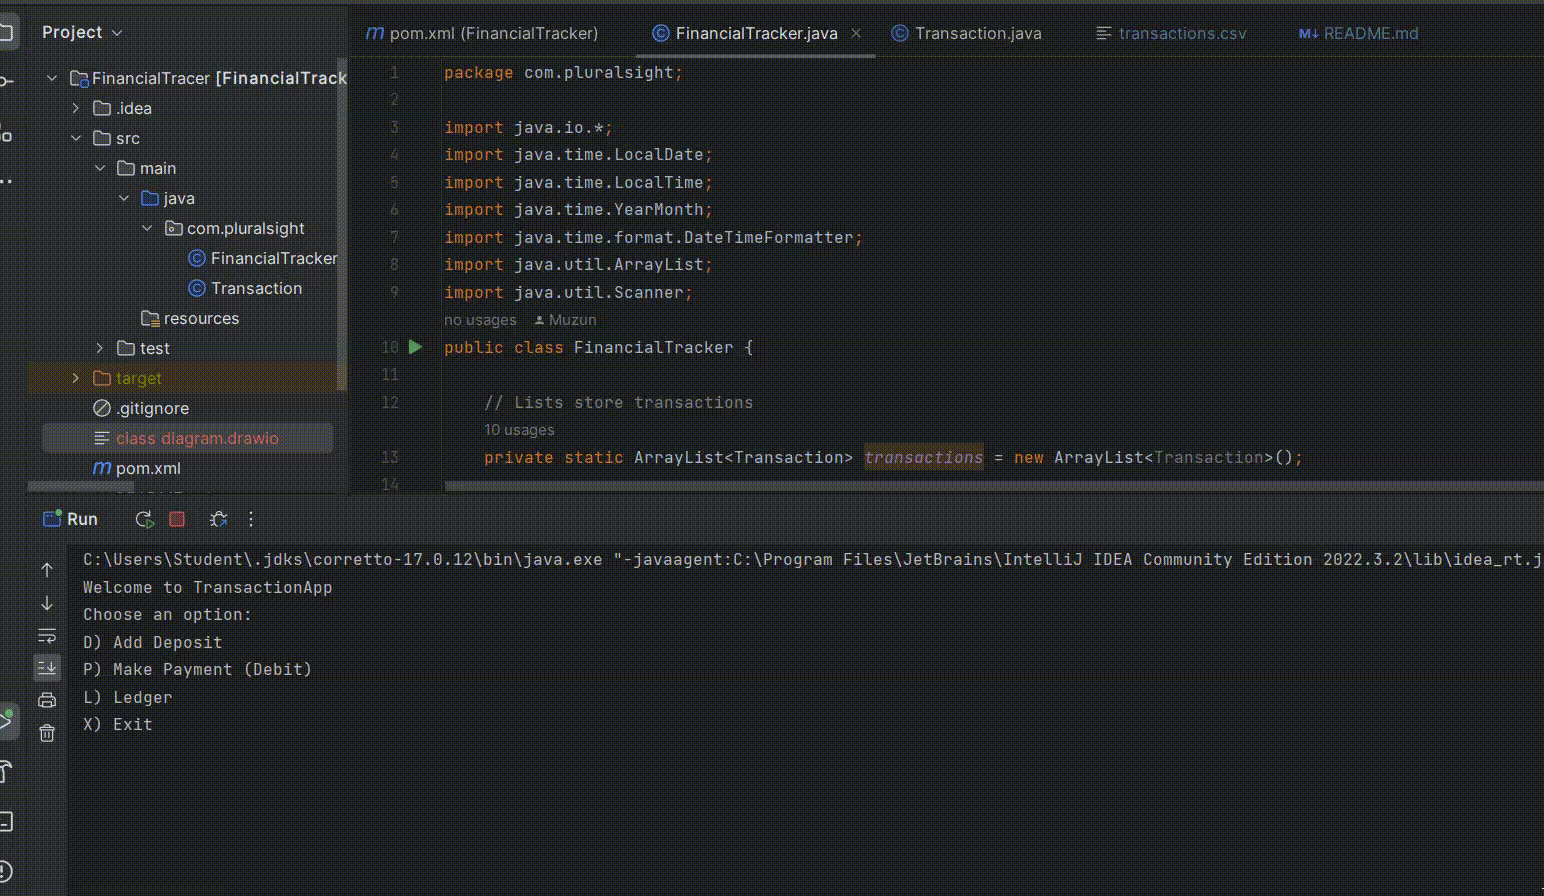 Project
pom.xml (FinancialTracker) FinancialTracker.java Transaction.java transactions.csv README.md
FinancialTracer [FinancialTrack
.idea
src
main
java
com.pluralsight
FinancialTracker
Transaction
resources
test
target
.gitignore
class diagram.drawio
pom.xml
1 package com.pluralsight;
2
3 import java.io.*;
4 import java.time.LocalDate;
5 import java.time.LocalTime;
6 import java.time.YearMonth;
7 import java.time.format.DateTimeFormatter;
8 import java.util.ArrayList;
9 import java.util.Scanner;
no usages Muzun
10 public class FinancialTracker {
11
12 // Lists store transactions
10 usages
13 private static ArrayList<Transaction> transactions = new ArrayList<Transaction>();
14
Run
C:\Users\Student\.jdks\corretto-17.0.12\bin\java.exe "-javaagent:C:\Program Files\JetBrains\IntelliJ IDEA Community Edition 2022.3.2\lib\idea_rt.j
Welcome to TransactionApp
Choose an option:
D) Add Deposit
P) Make Payment (Debit)
L) Ledger
X) Exit